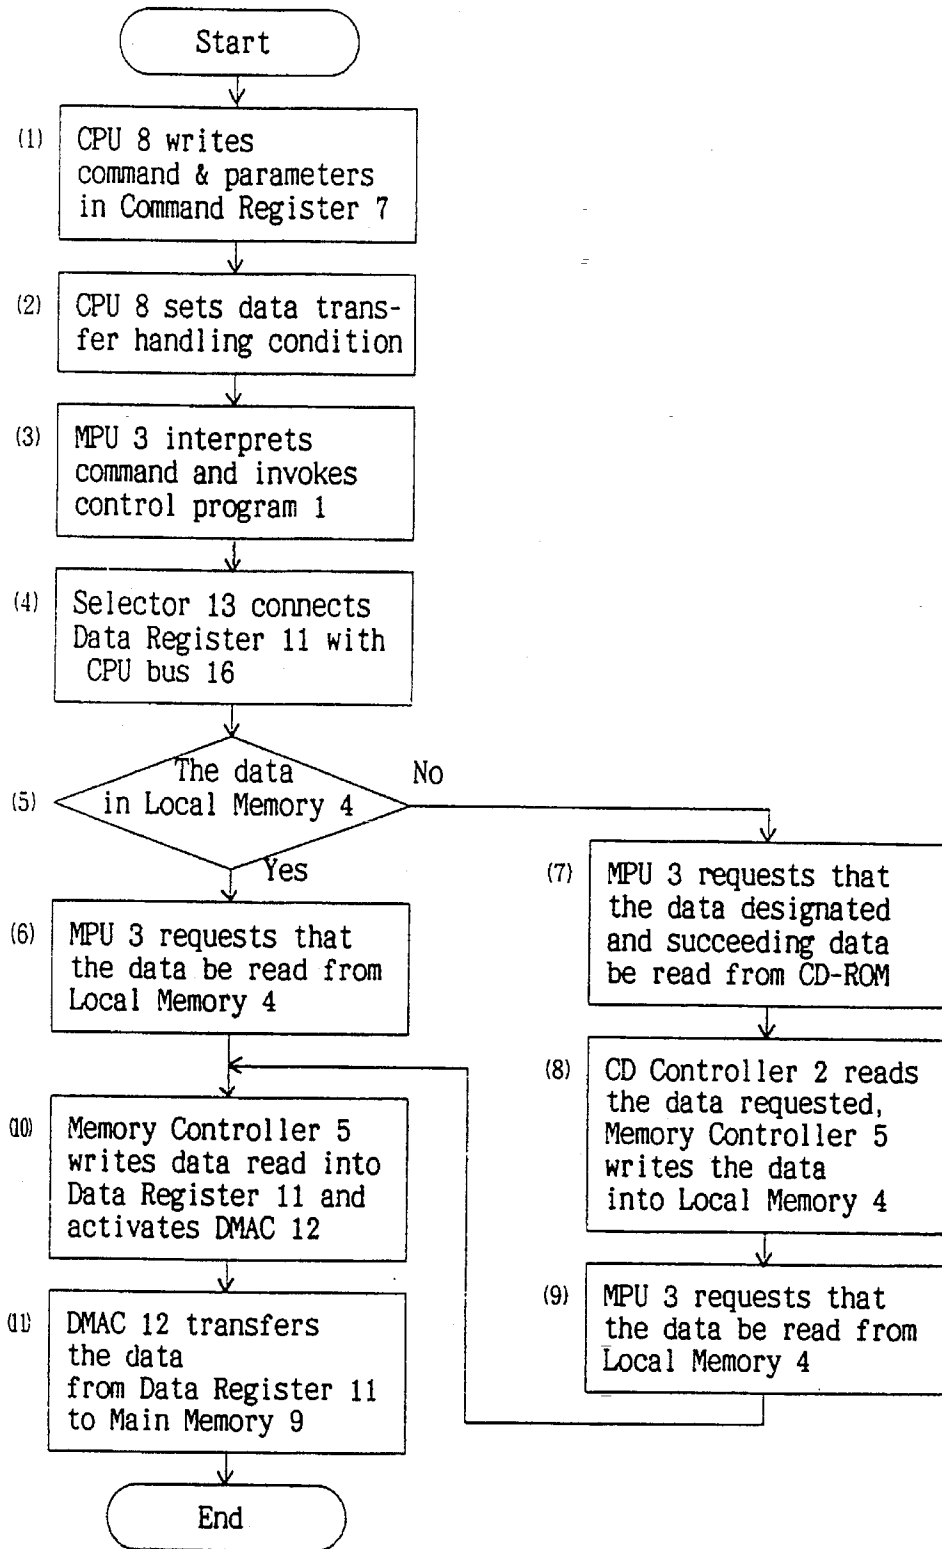 Start
(1)
CPU 8 writes
command & parameters
in Command Register 7
(2)
CPU 8 sets data trans-
fer handling condition
(3)
MPU 3 interprets
command and invokes
control program 1
(4)
Selector 13 connects
Data Register 11 with
CPU bus 16
(5)
The data
in Local Memory 4
No
Yes
(6)
MPU 3 requests that
the data be read from
Local Memory 4
(7)
MPU 3 requests that
the data designated
and succeeding data
be read from CD-ROM
(8)
CD Controller 2 reads
the data requested,
Memory Controller 5
writes the data
into Local Memory 4
(9)
MPU 3 requests that
the data be read from
Local Memory 4
(10)
Memory Controller 5
writes data read into
Data Register 11 and
activates DMAC 12
(11)
DMAC 12 transfers
the data
from Data Register 11
to Main Memory 9
End